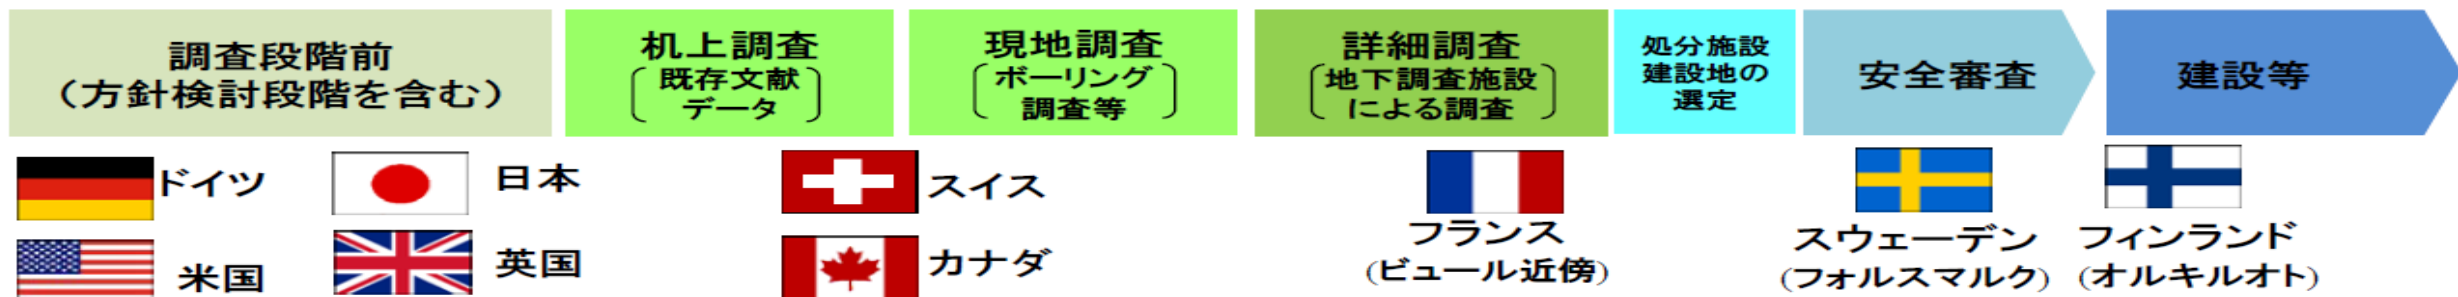 調査段階前
（方針検討段階を含む）
机上調査
既存文献
データ
現地調査
ボーリング
調査等
詳細調査
地下調査施設
による調査
処分施設
建設地の
選定
安全審査
建設等
ドイツ
日本
スイス
フランス
(ビュール近傍)
スウェーデン
(フォルスマルク)
フィンランド
(オルキルオト)
米国
英国
カナダ